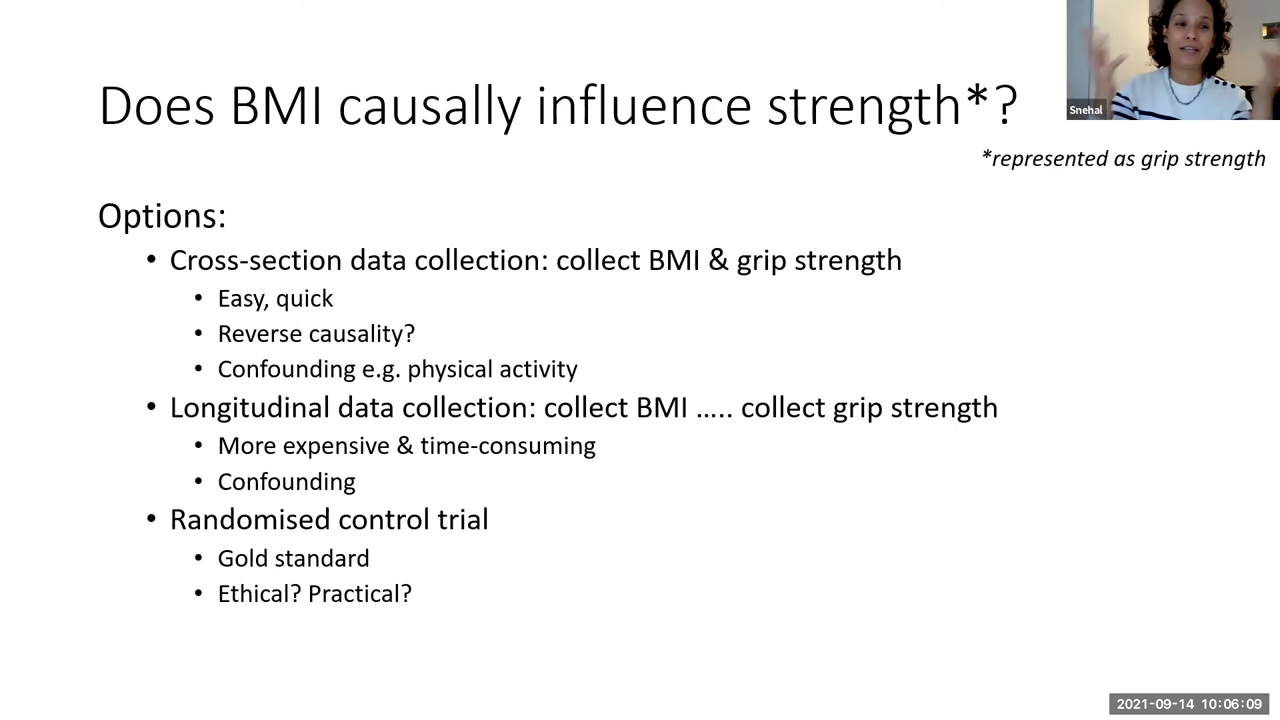 Does BMI causally influence strength*?
Snehal
*represented as grip strength
Options:
• Cross-section data collection: collect BMI & grip strength
• Easy, quick
• Reverse causality?
• Confounding e.g. physical activity
• Longitudinal data collection: collect BMI ….. collect grip strength
• More expensive & time-consuming
• Confounding
• Randomised control trial
• Gold standard
• Ethical? Practical?
2021-09-14 10:06:09